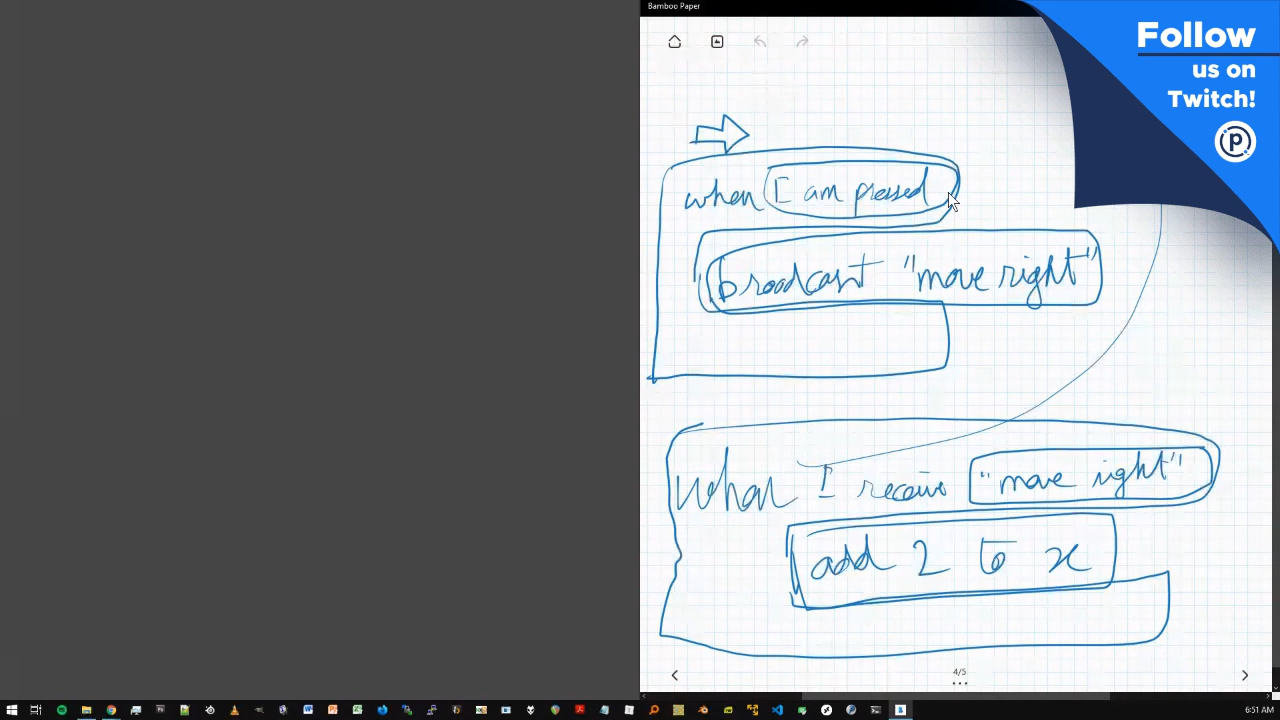 Bamboo Paper
Follow
us on
Twitch!
when I am pressed
broadcast "move right"
when I receive "move right"
add 2 to x
4/5
6:51 AM